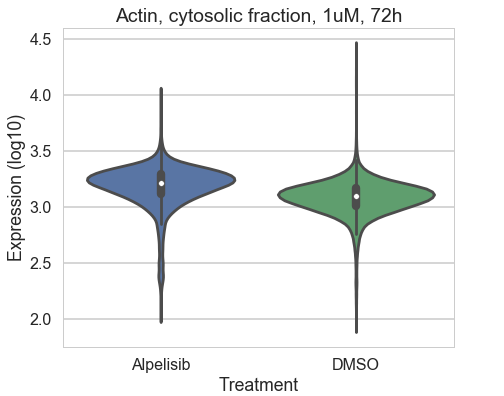 Actin, cytosolic fraction, 1uM, 72h
4.5
4.0
3.5
3.0
2.5
2.0
Expression (log10)
Alpelisib DMSO
Treatment